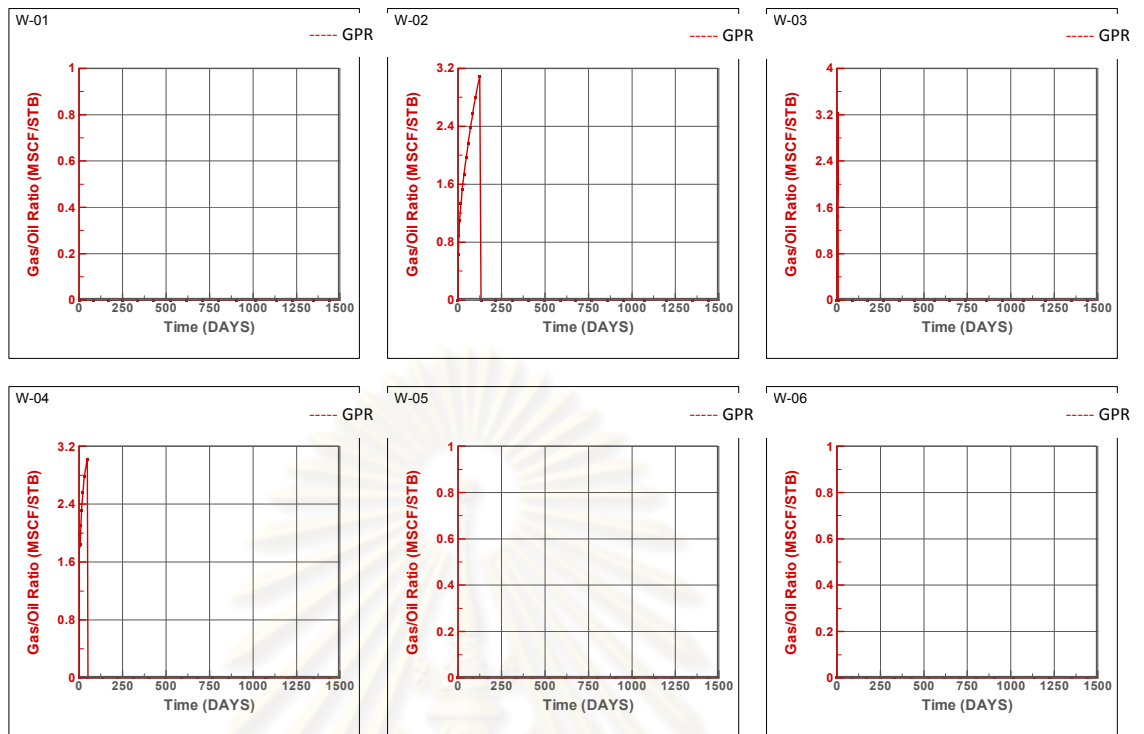 W-01
----- GPR
Gas/Oil Ratio (MSCF/STB)
1
0.8
0.6
0.4
0.2
0
0 250 500 750 1000 1250 1500
Time (DAYS)
W-02
----- GPR
Gas/Oil Ratio (MSCF/STB)
3.2
2.4
1.6
0.8
0
0 250 500 750 1000 1250 1500
Time (DAYS)
W-03
----- GPR
Gas/Oil Ratio (MSCF/STB)
4
3.2
2.4
1.6
0.8
0
0 250 500 750 1000 1250 1500
Time (DAYS)
W-04
----- GPR
Gas/Oil Ratio (MSCF/STB)
3.2
2.4
1.6
0.8
0
0 250 500 750 1000 1250 1500
Time (DAYS)
W-05
----- GPR
Gas/Oil Ratio (MSCF/STB)
1
0.8
0.6
0.4
0.2
0
0 250 500 750 1000 1250 1500
Time (DAYS)
W-06
----- GPR
Gas/Oil Ratio (MSCF/STB)
1
0.8
0.6
0.4
0.2
0
0 250 500 750 1000 1250 1500
Time (DAYS)